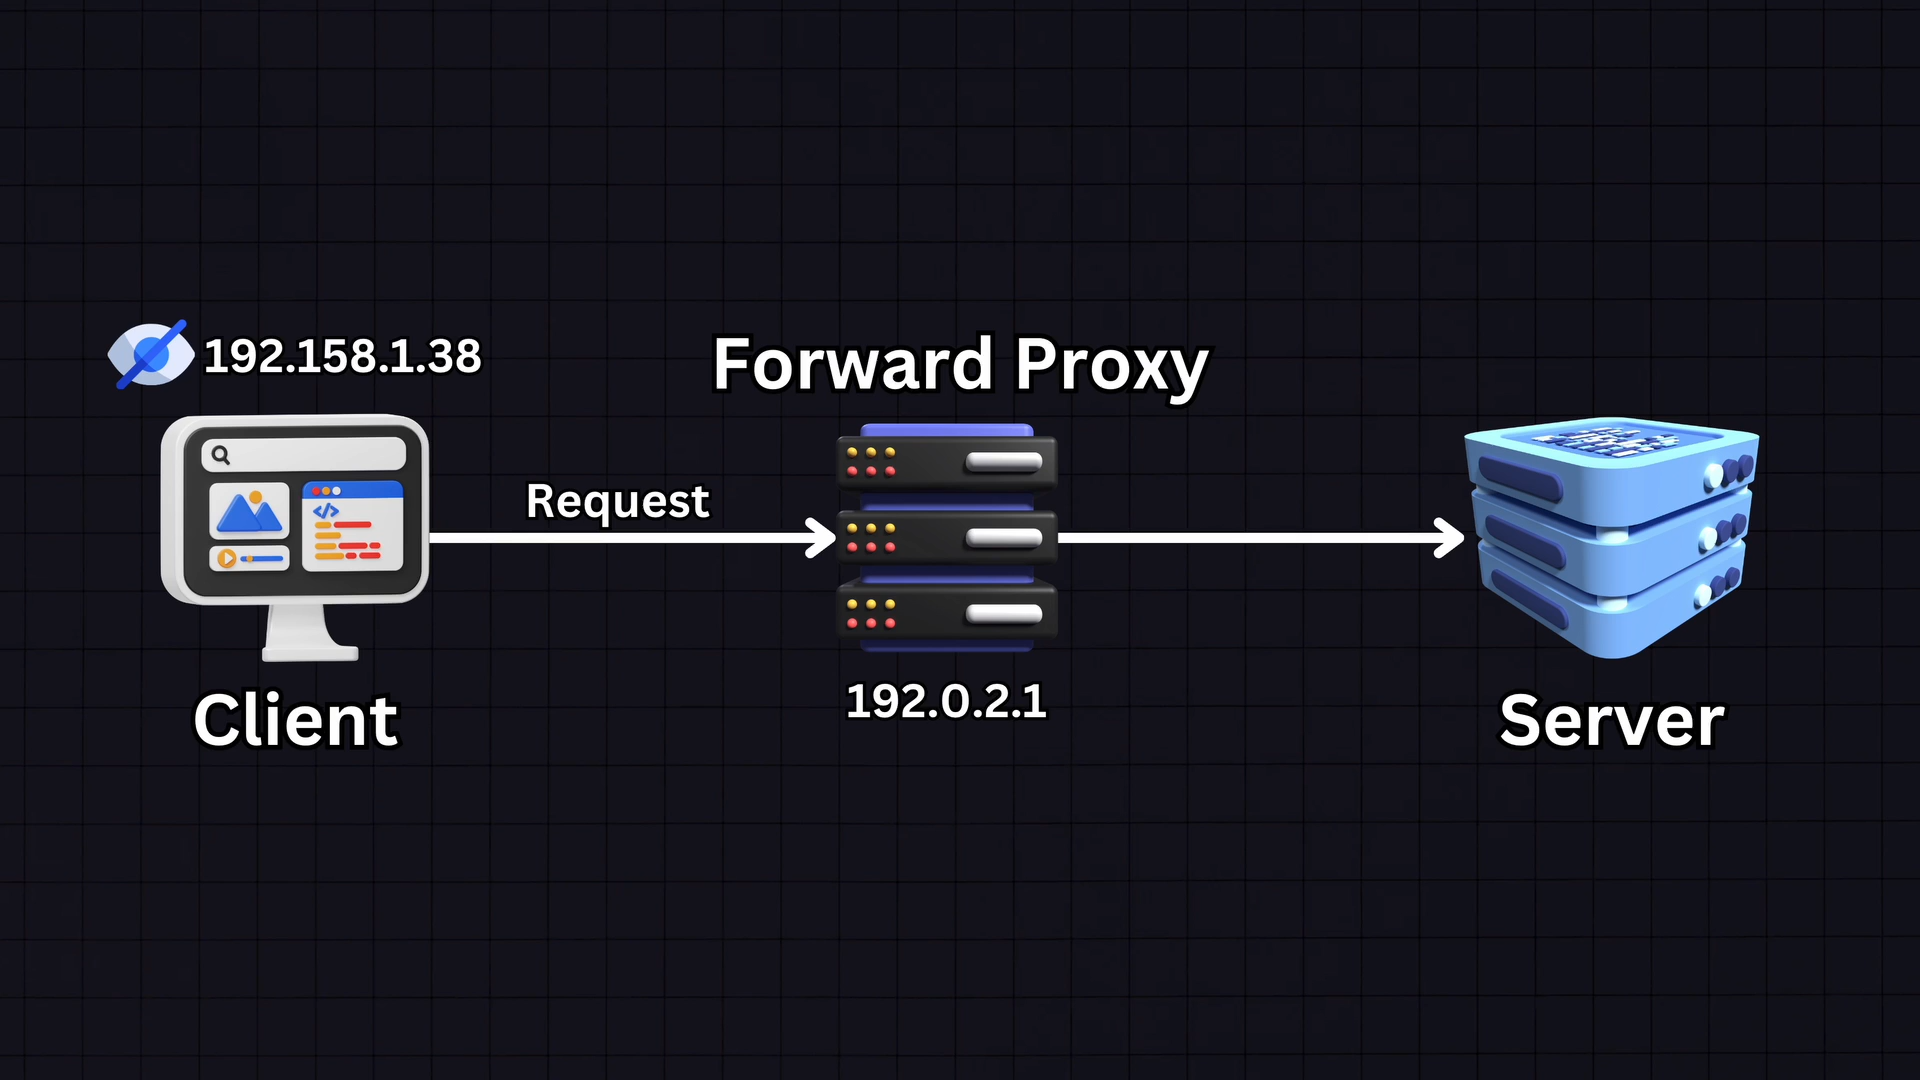 192.158.1.38
Forward Proxy
Request
192.0.2.1
Client
Server